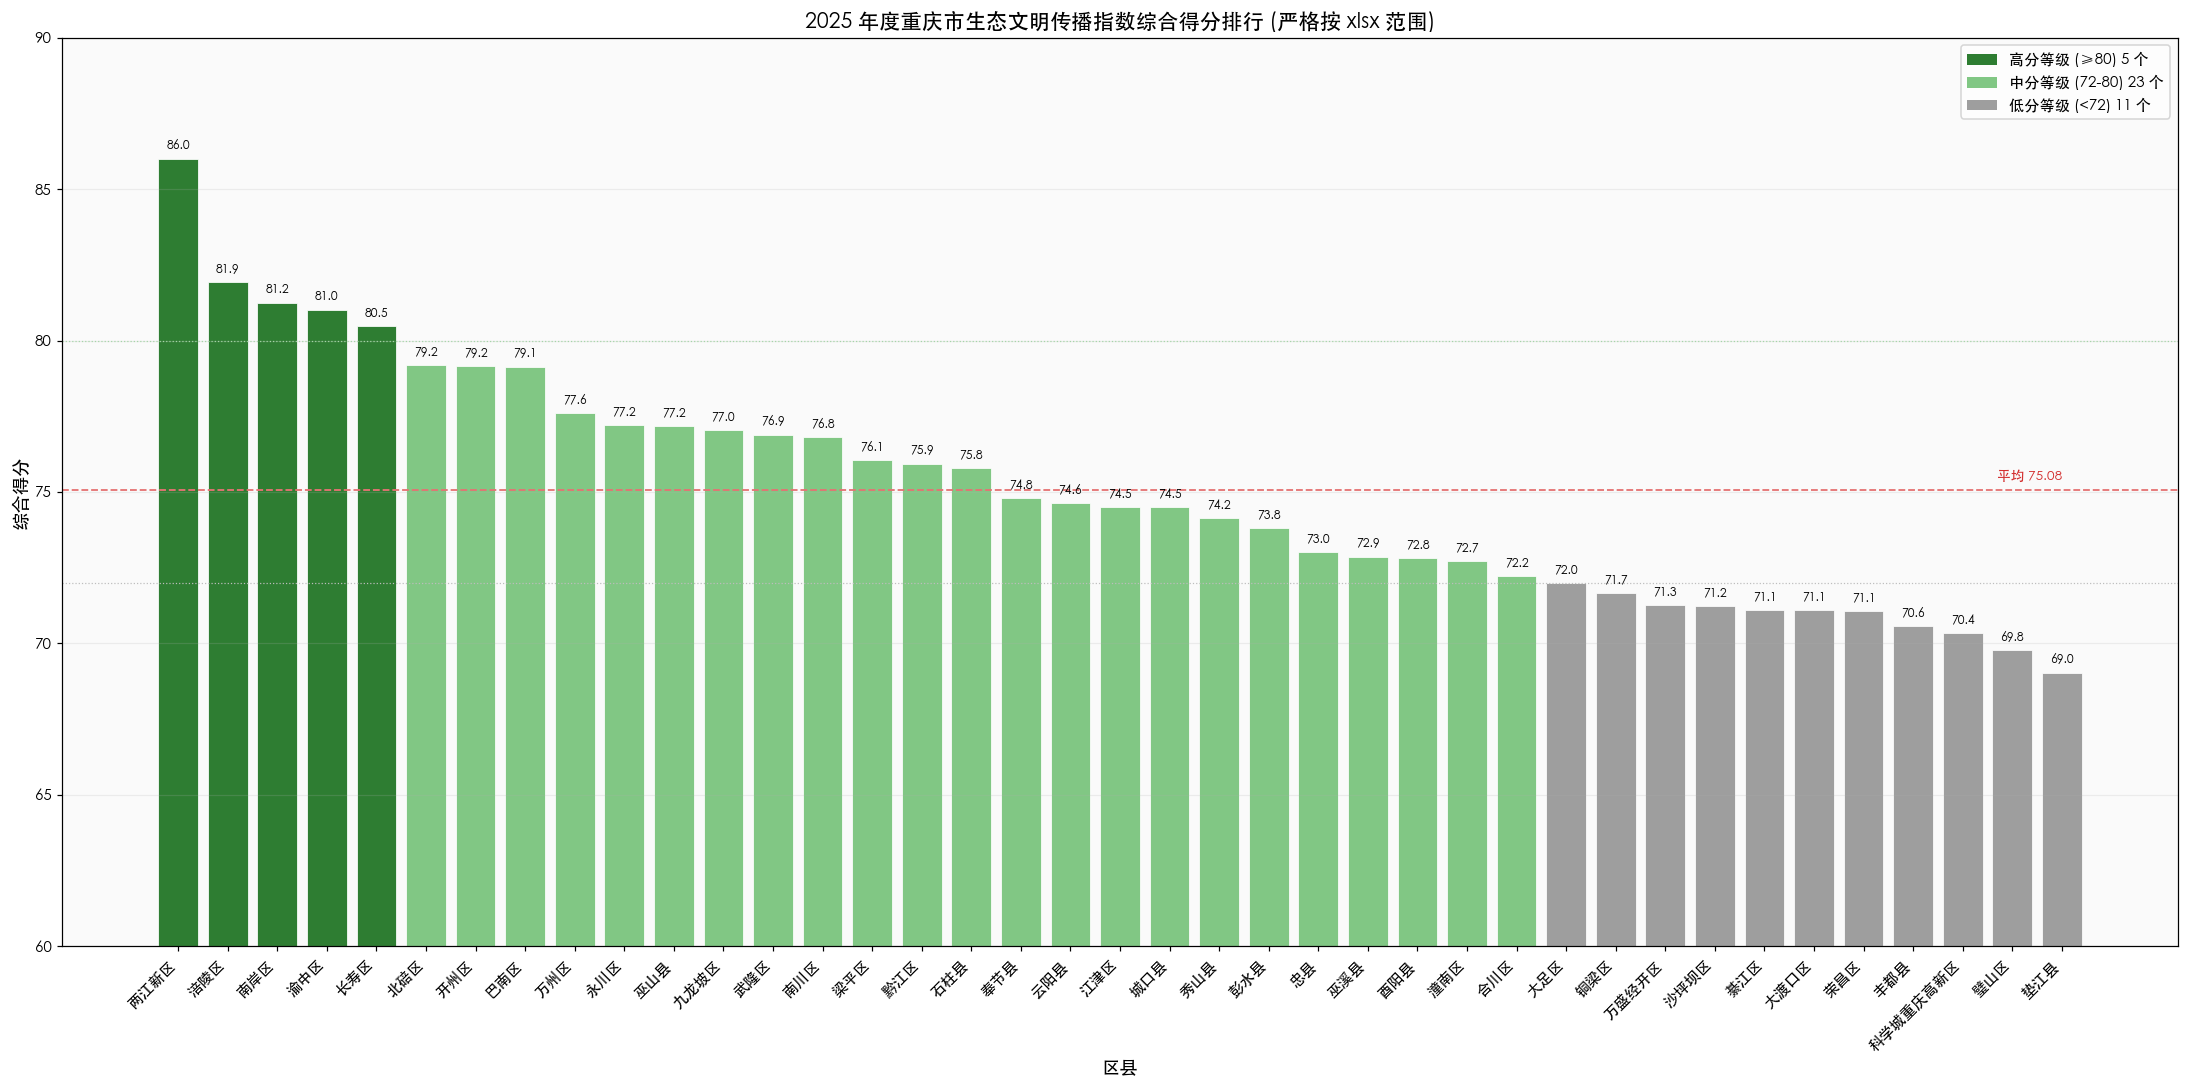 2025 年度重庆市生态文明传播指数综合得分排行 (严格按 xlsx 范围)
高分等级 (≥80) 5 个
中分等级 (72-80) 23 个
低分等级 (<72) 11 个
综合得分
90
85
80
75
70
65
60
86.0
81.9
81.2
81.0
80.5
79.2
79.2
79.1
77.6
77.2
77.2
77.0
76.9
76.8
76.1
75.9
75.8
74.8
74.6
74.5
74.5
74.2
73.8
73.0
72.9
72.8
72.7
72.2
72.0
71.7
71.3
71.2
71.1
71.1
71.1
70.6
70.4
69.8
69.0
平均 75.08
两江新区
涪陵区
南岸区
渝中区
长寿区
北碚区
开州区
巴南区
万州区
永川区
巫山县
九龙坡区
武隆区
南川区
梁平区
黔江区
石柱县
奉节县
云阳县
江津区
城口县
秀山县
彭水县
忠县
巫溪县
酉阳县
潼南区
合川区
大足区
铜梁区
万盛经开区
沙坪坝区
綦江区
大渡口区
荣昌区
丰都县
科学城重庆高新区
璧山区
垫江县
区县